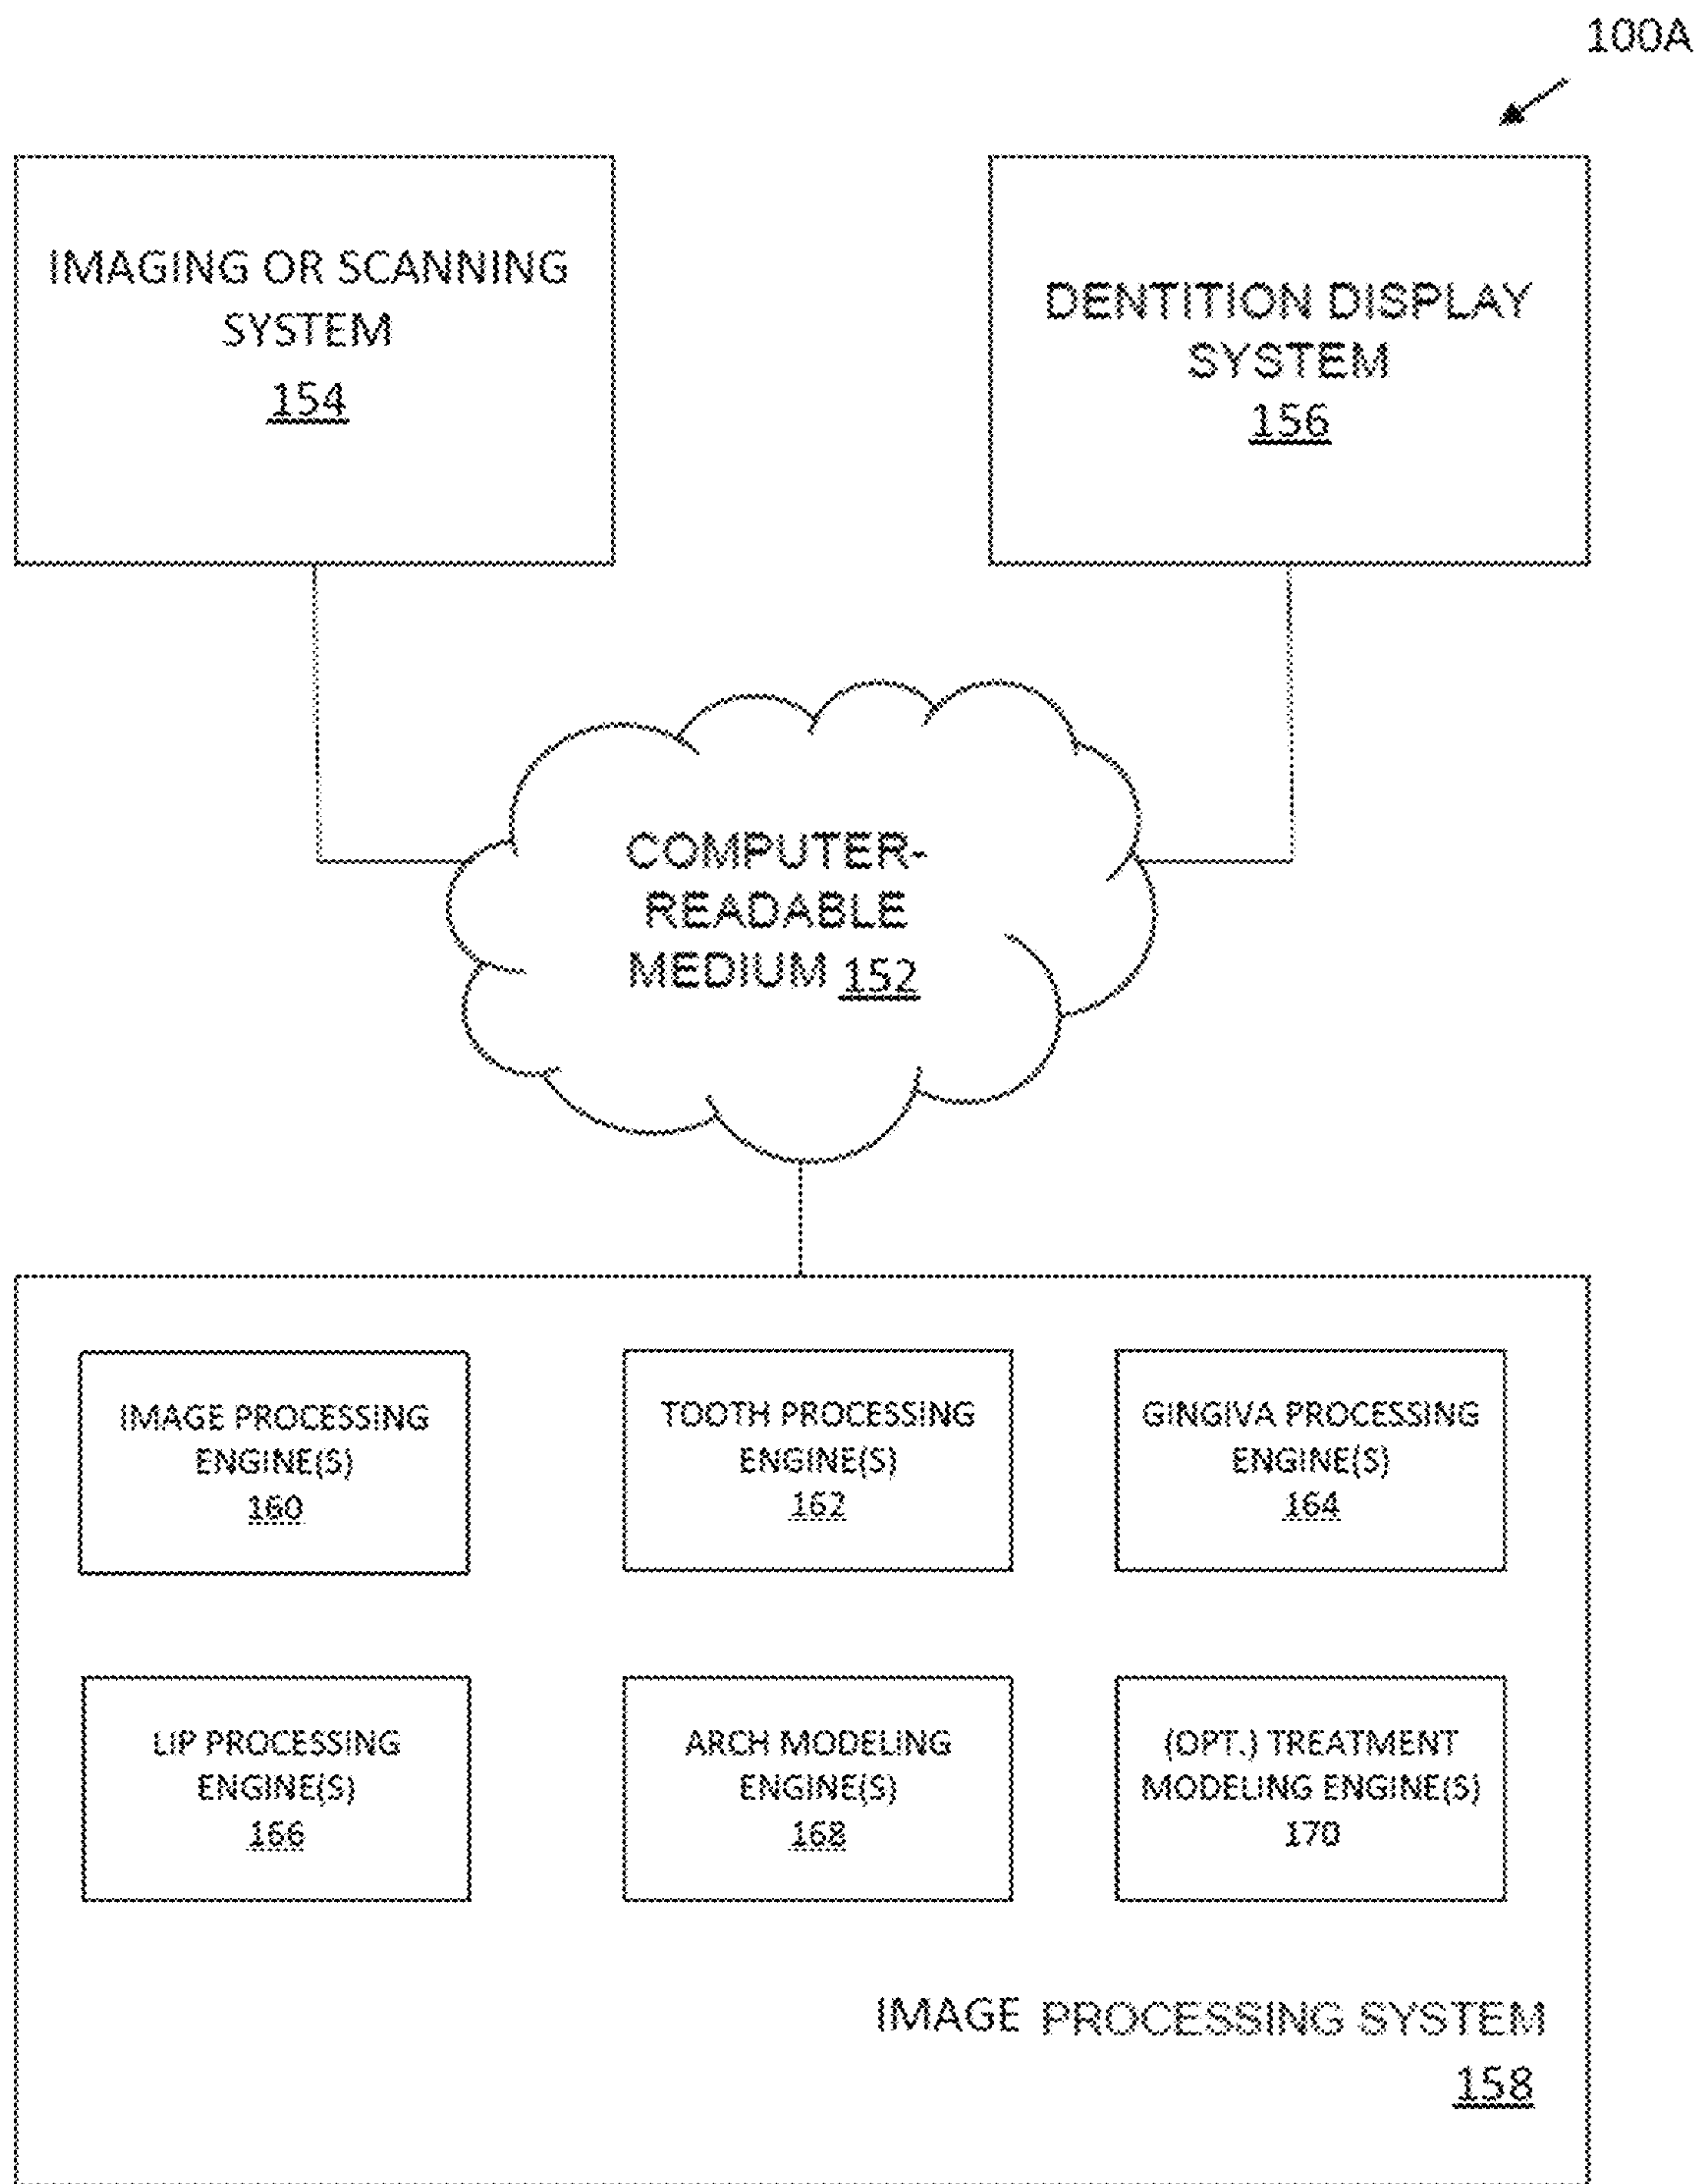 100A
IMAGING OR SCANNING
SYSTEM
154
DENTITION DISPLAY
SYSTEM
156
COMPUTER-
READABLE
MEDIUM 152
IMAGE PROCESSING
ENGINE(S)
160
TOOTH PROCESSING
ENGINE(S)
162
GINGIVA PROCESSING
ENGINE(S)
164
LIP PROCESSING
ENGINE(S)
166
ARCH MODELING
ENGINE(S)
168
(OPT.) TREATMENT
MODELING ENGINE(S)
170
IMAGE PROCESSING SYSTEM
158